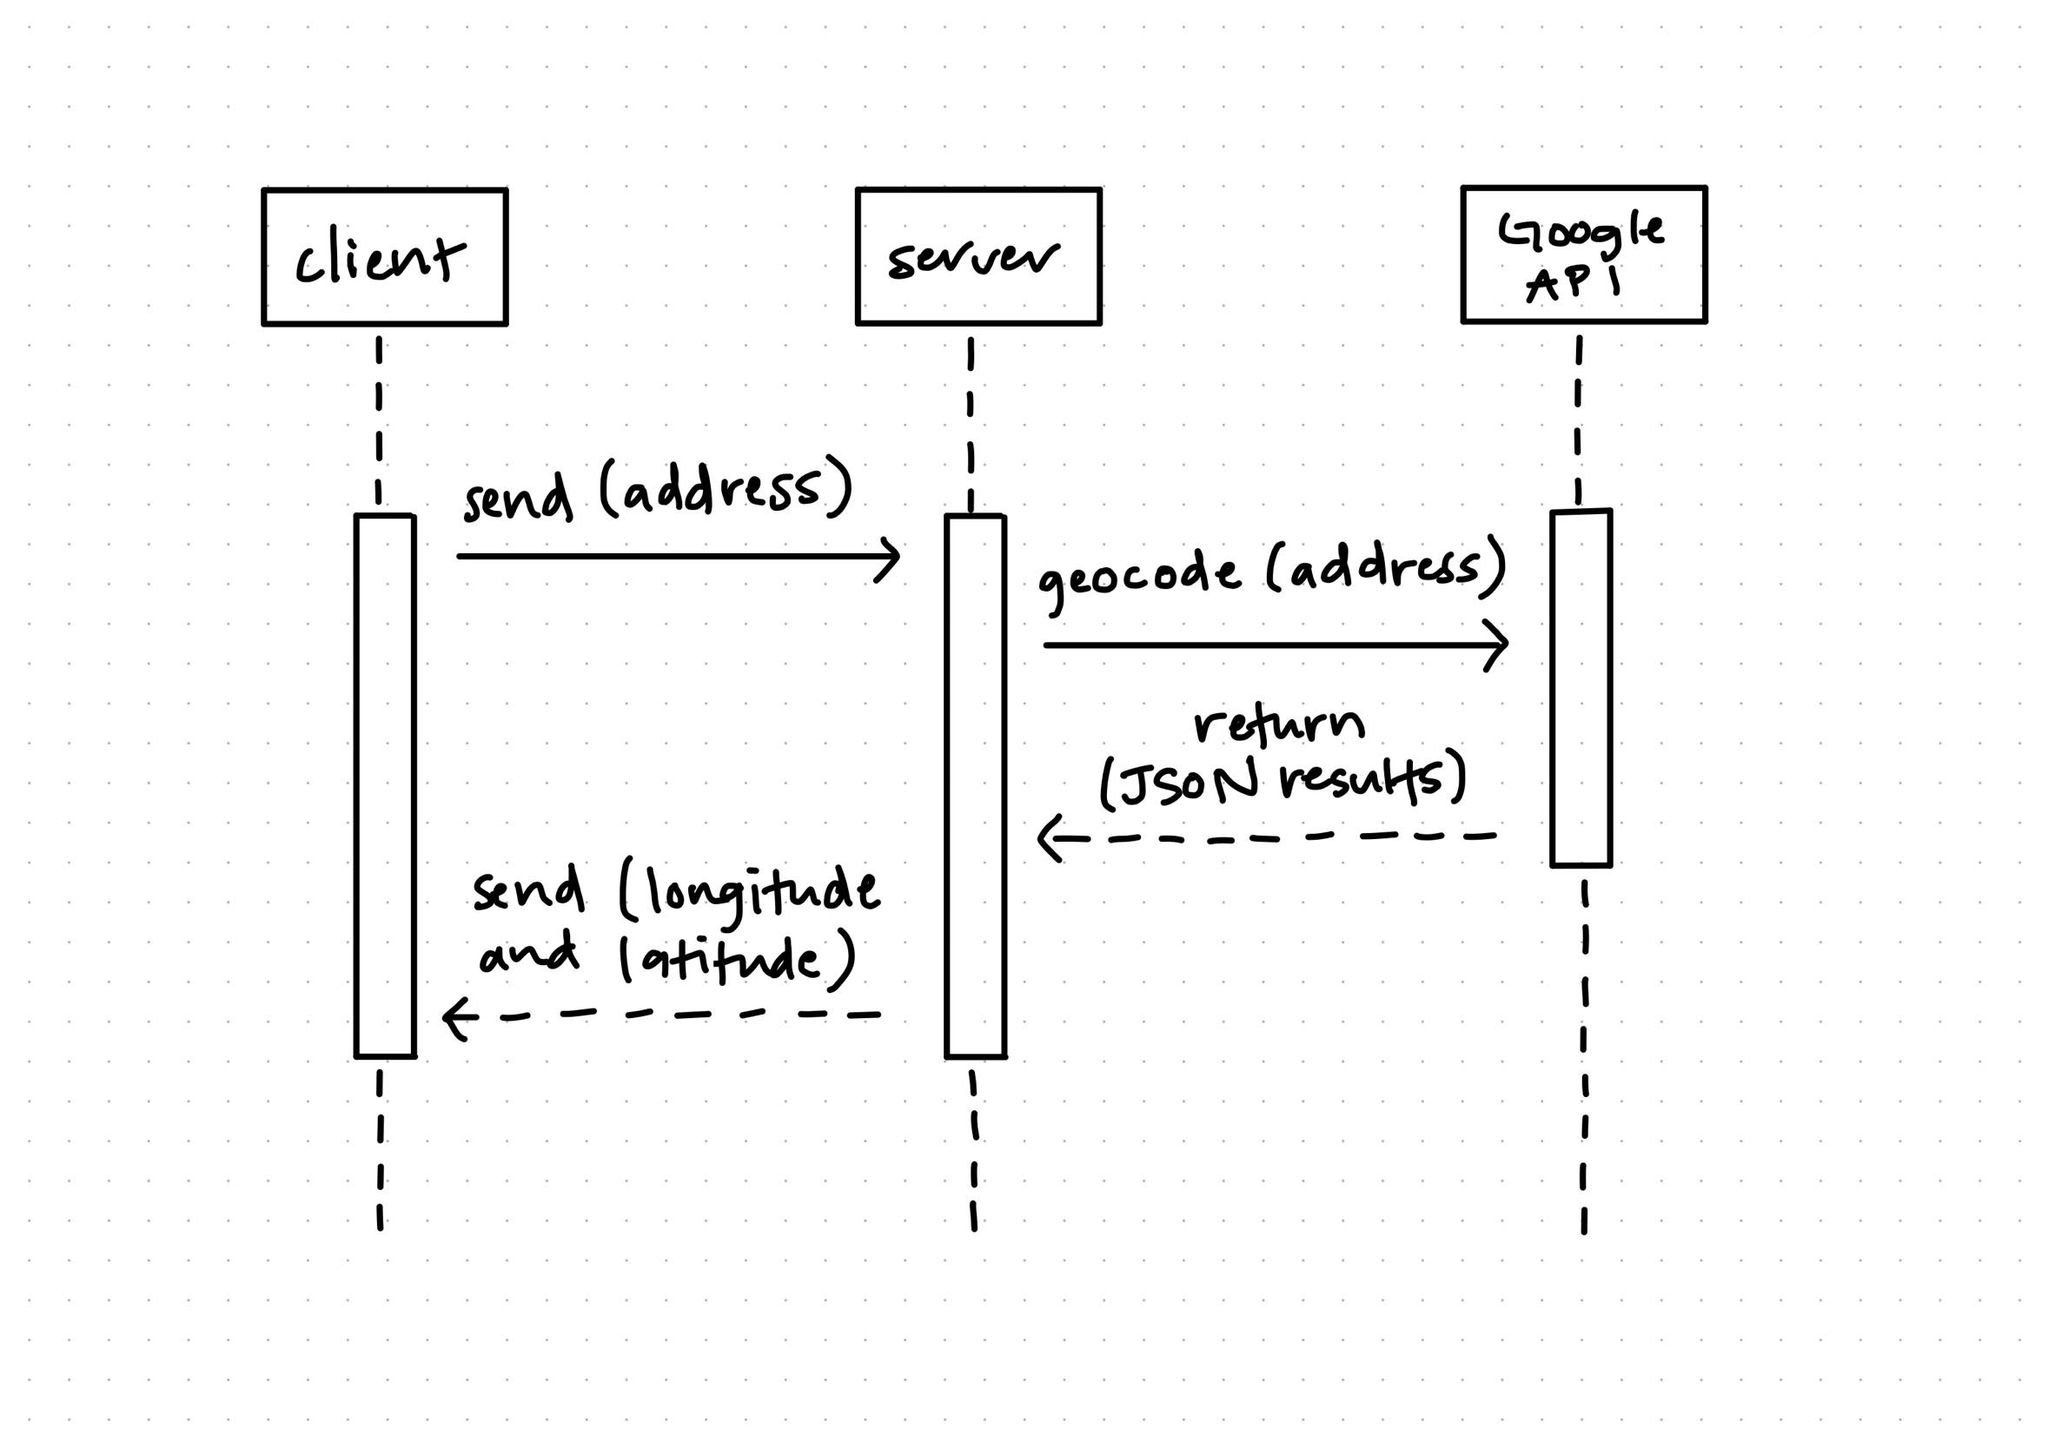 client
server
Google
API
send (address)
geocode (address)
return
(JSON results)
send (longitude
and latitude)